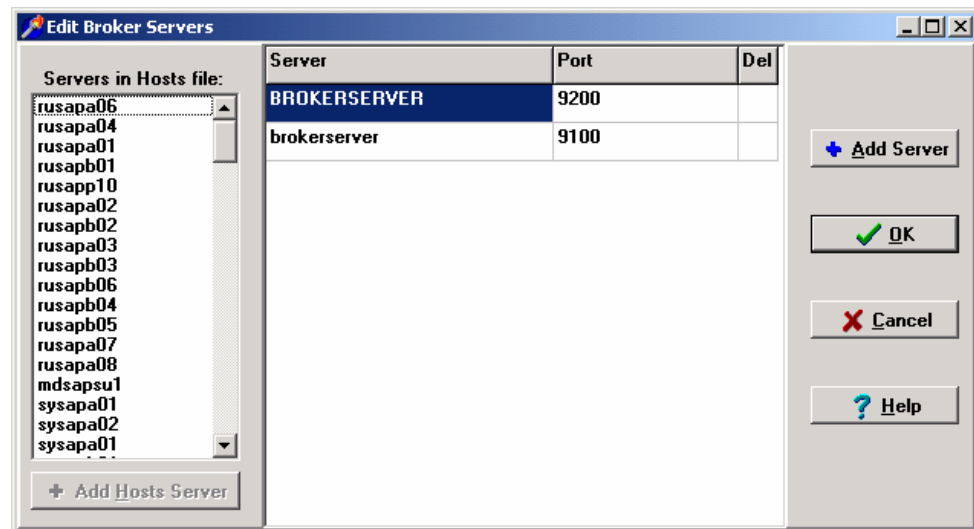 Edit Broker Servers
Servers in Hosts file:
rusapa06
rusapa04
rusapa01
rusapb01
rusapp10
rusapa02
rusapb02
rusapa03
rusapb03
rusapb06
rusapb04
rusapb05
rusapa07
rusapa08
mdsapsu1
sysapa01
sysapa02
sysapa01
Add Hosts Server
Server Port Del
BROKERSERVER 9200
brokerserver 9100
Add Server
OK
Cancel
Help